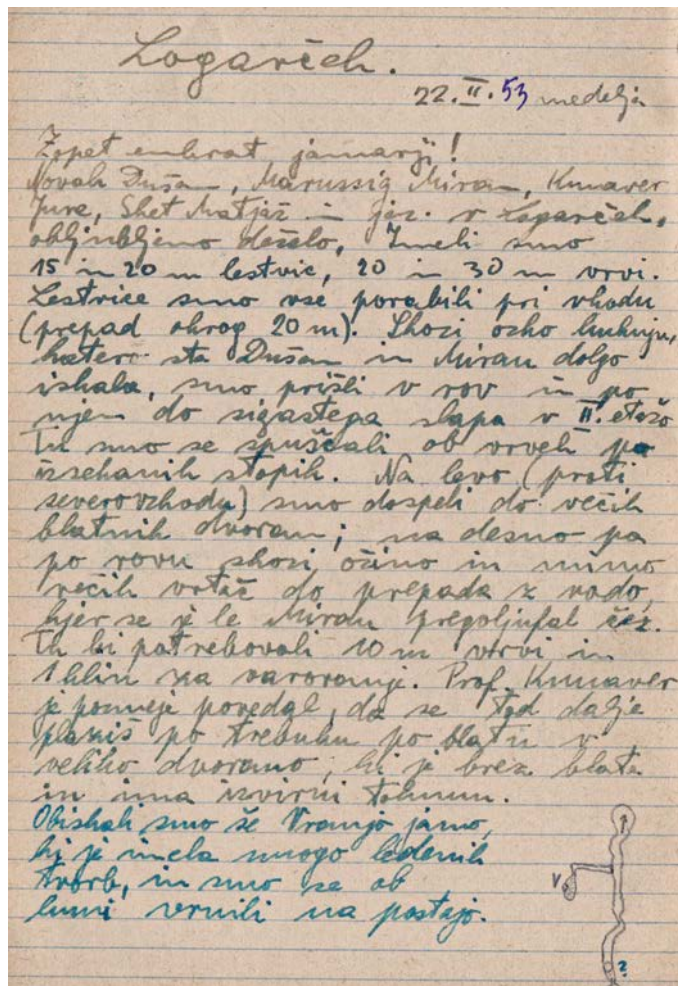 Logarček.
22.II.53 nedelja
Zopet enkrat jamarji!
Novak Dušan, Marussig Miran, Kunaver
Jure, Sket Matjaž in jaz. v Logarček,
obljubljeno deželo. Imeli smo
15 in 20 m lestvic, 20 in 30 m vrvi.
Lestvice smo vse porabili pri vhodu
(prepad okrog 20 m). Skozi ozko luknjo,
katero sta Dušan in Miran dolgo
iskala, smo prišli v rov in po
njem do sigastega slapa v II. etažo
Tu smo se spuščali ob vrveh po
izsekanih stopih. Na levo (proti
severovzhodu) smo dospeli do večih
blatnih dvoran; na desno pa
po rovu skozi ožino in mimo
večih vrtač do prepada z vodo,
kjer se je le Miran pregoljufal čez.
Tu bi potrebovali 10 m vrvi in
1 klin za varovanje. Prof. Kunaver
je pozneje povedal, da se tod dalje
plaziš po trebuhu po blatu v
veliko dvorano, ki je brez blata
in ima izvirni tolmun.
Obiskali smo še Vranjo jamo,
ki je imela mnogo ledenih
tvorb, in smo se ob
luni vrnili na postajo.
V
?